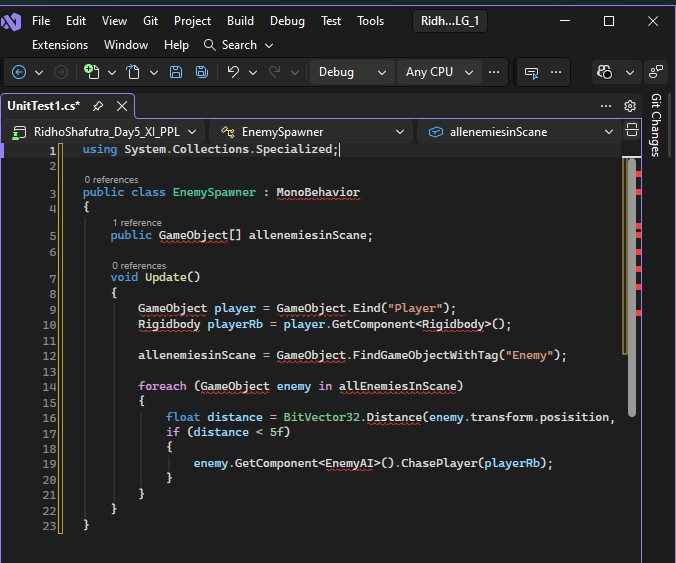 File Edit View Git Project Build Debug Test Tools Ridh...LG_1
Extensions Window Help Search
Debug Any CPU
UnitTest1.cs*
RidhoShafutra_Day5_XI_PPL EnemySpawner allenemiesinScane
Git Changes
1 using System.Collections.Specialized;
2
0 references
3 public class EnemySpawner : MonoBehavior
4 {
1 reference
5 public GameObject[] allenemiesinScane;
6
0 references
7 void Update()
8 {
9 GameObject player = GameObject.Eind("Player");
10 Rigidbody playerRb = player.GetComponent<Rigidbody>();
11
12 allenemiesinScane = GameObject.FindGameObjectWithTag("Enemy");
13
14 foreach (GameObject enemy in allEnemiesInScane)
15 {
16 float distance = BitVector32.Distance(enemy.transform.posisition,
17 if (distance < 5f)
18 {
19 enemy.GetComponent<EnemyAI>().ChasePlayer(playerRb);
20 }
21 }
22 }
23 }